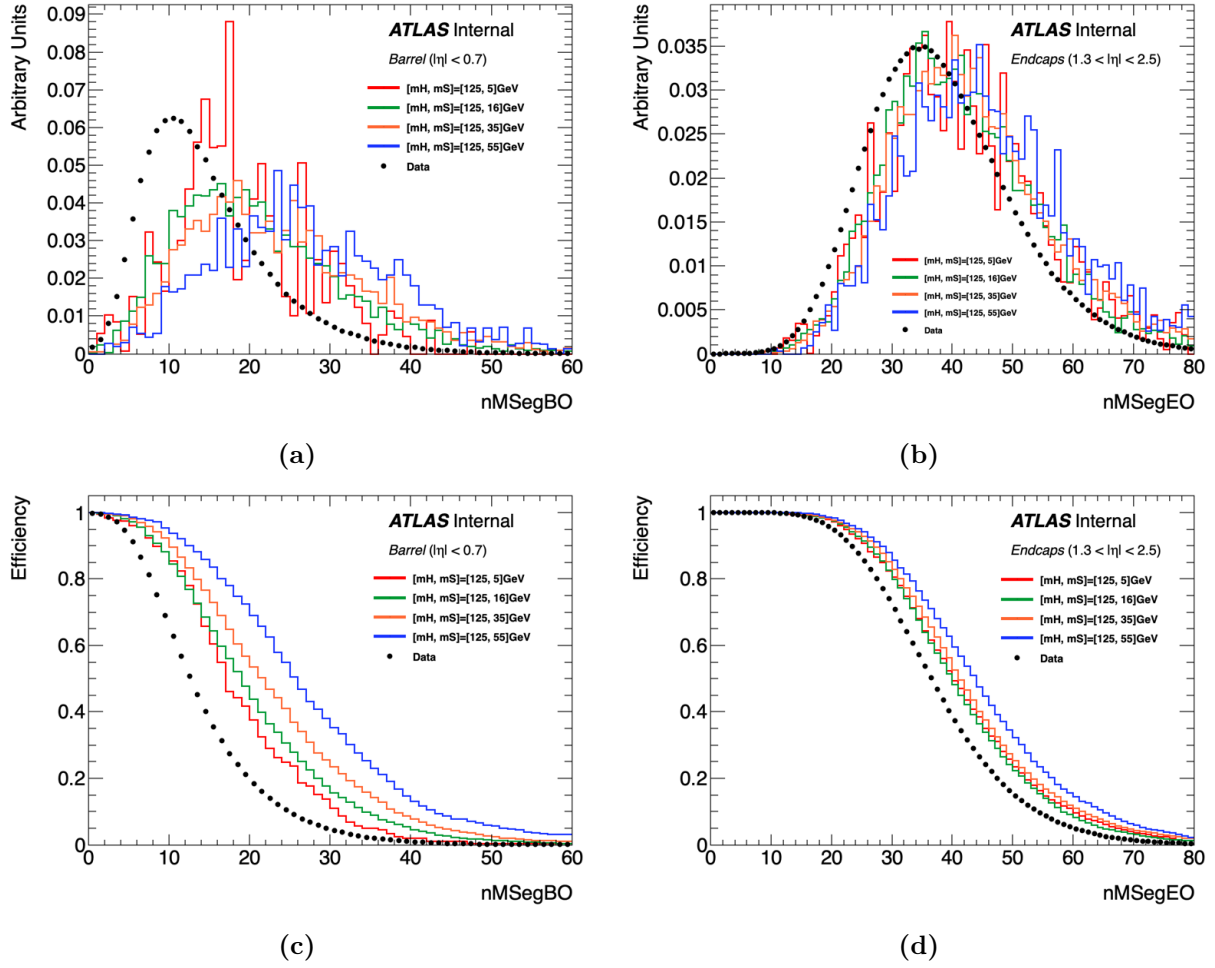 Arbitrary Units
0.09
0.08
0.07
0.06
0.05
0.04
0.03
0.02
0.01
0
0 10 20 30 40 50 60
nMSegBO
ATLAS Internal
Barrel (|η| < 0.7)
[mH, mS]=[125, 5]GeV
[mH, mS]=[125, 16]GeV
[mH, mS]=[125, 35]GeV
[mH, mS]=[125, 55]GeV
Data
(a)
Arbitrary Units
0.035
0.03
0.025
0.02
0.015
0.01
0.005
0
0 10 20 30 40 50 60 70 80
nMSegEO
ATLAS Internal
Endcaps (1.3 < |η| < 2.5)
[mH, mS]=[125, 5]GeV
[mH, mS]=[125, 16]GeV
[mH, mS]=[125, 35]GeV
[mH, mS]=[125, 55]GeV
Data
(b)
Efficiency
1
0.8
0.6
0.4
0.2
0
0 10 20 30 40 50 60
nMSegBO
ATLAS Internal
Barrel (|η| < 0.7)
[mH, mS]=[125, 5]GeV
[mH, mS]=[125, 16]GeV
[mH, mS]=[125, 35]GeV
[mH, mS]=[125, 55]GeV
Data
(c)
Efficiency
1
0.8
0.6
0.4
0.2
0
0 10 20 30 40 50 60 70 80
nMSegEO
ATLAS Internal
Endcaps (1.3 < |η| < 2.5)
[mH, mS]=[125, 5]GeV
[mH, mS]=[125, 16]GeV
[mH, mS]=[125, 35]GeV
[mH, mS]=[125, 55]GeV
Data
(d)